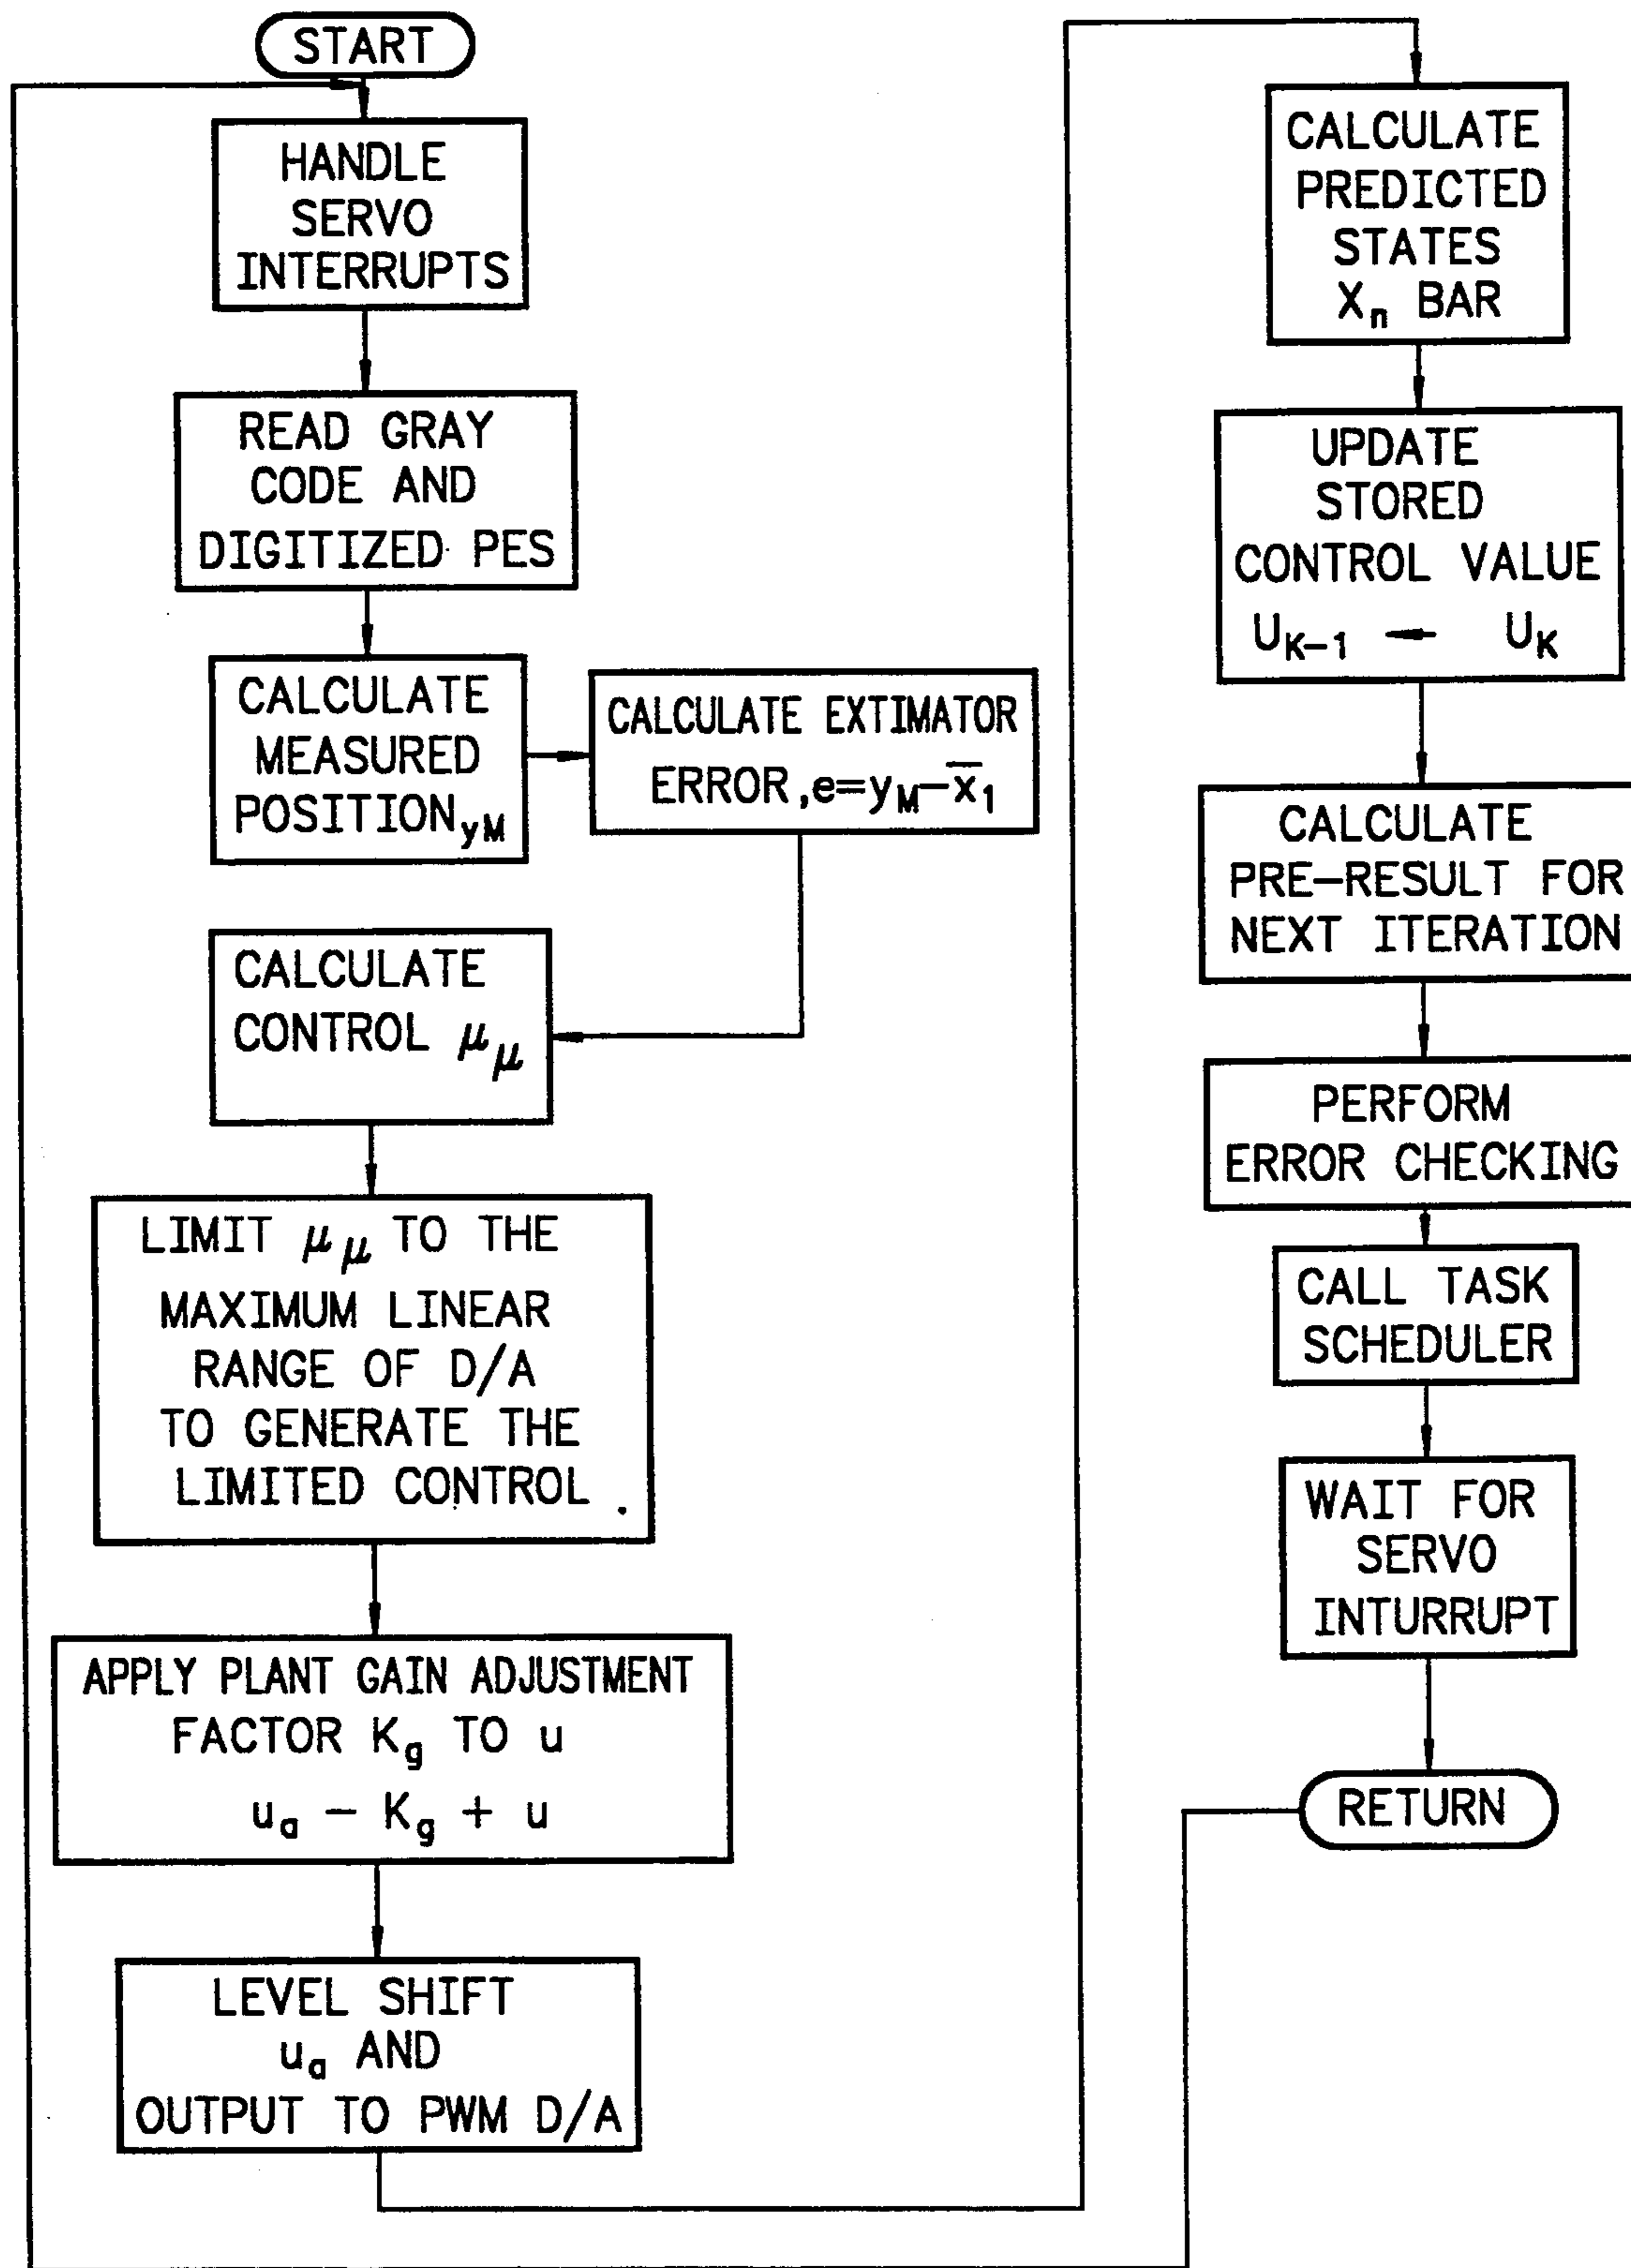 START
HANDLE
SERVO
INTERRUPTS
READ GRAY
CODE AND
DIGITIZED PES
CALCULATE
MEASURED
POSITION yM
CALCULATE EXTIMATOR
ERROR, e=yM−x̅1
CALCULATE
CONTROL μμ
LIMIT μμ TO THE
MAXIMUM LINEAR
RANGE OF D/A
TO GENERATE THE
LIMITED CONTROL .
APPLY PLANT GAIN ADJUSTMENT
FACTOR Kg TO u
ua − Kg + u
LEVEL SHIFT
ua AND
OUTPUT TO PWM D/A
CALCULATE
PREDICTED
STATES
Xn BAR
UPDATE
STORED
CONTROL VALUE
UK−1 ← UK
CALCULATE
PRE−RESULT FOR
NEXT ITERATION
PERFORM
ERROR CHECKING
CALL TASK
SCHEDULER
WAIT FOR
SERVO
INTURRUPT
RETURN